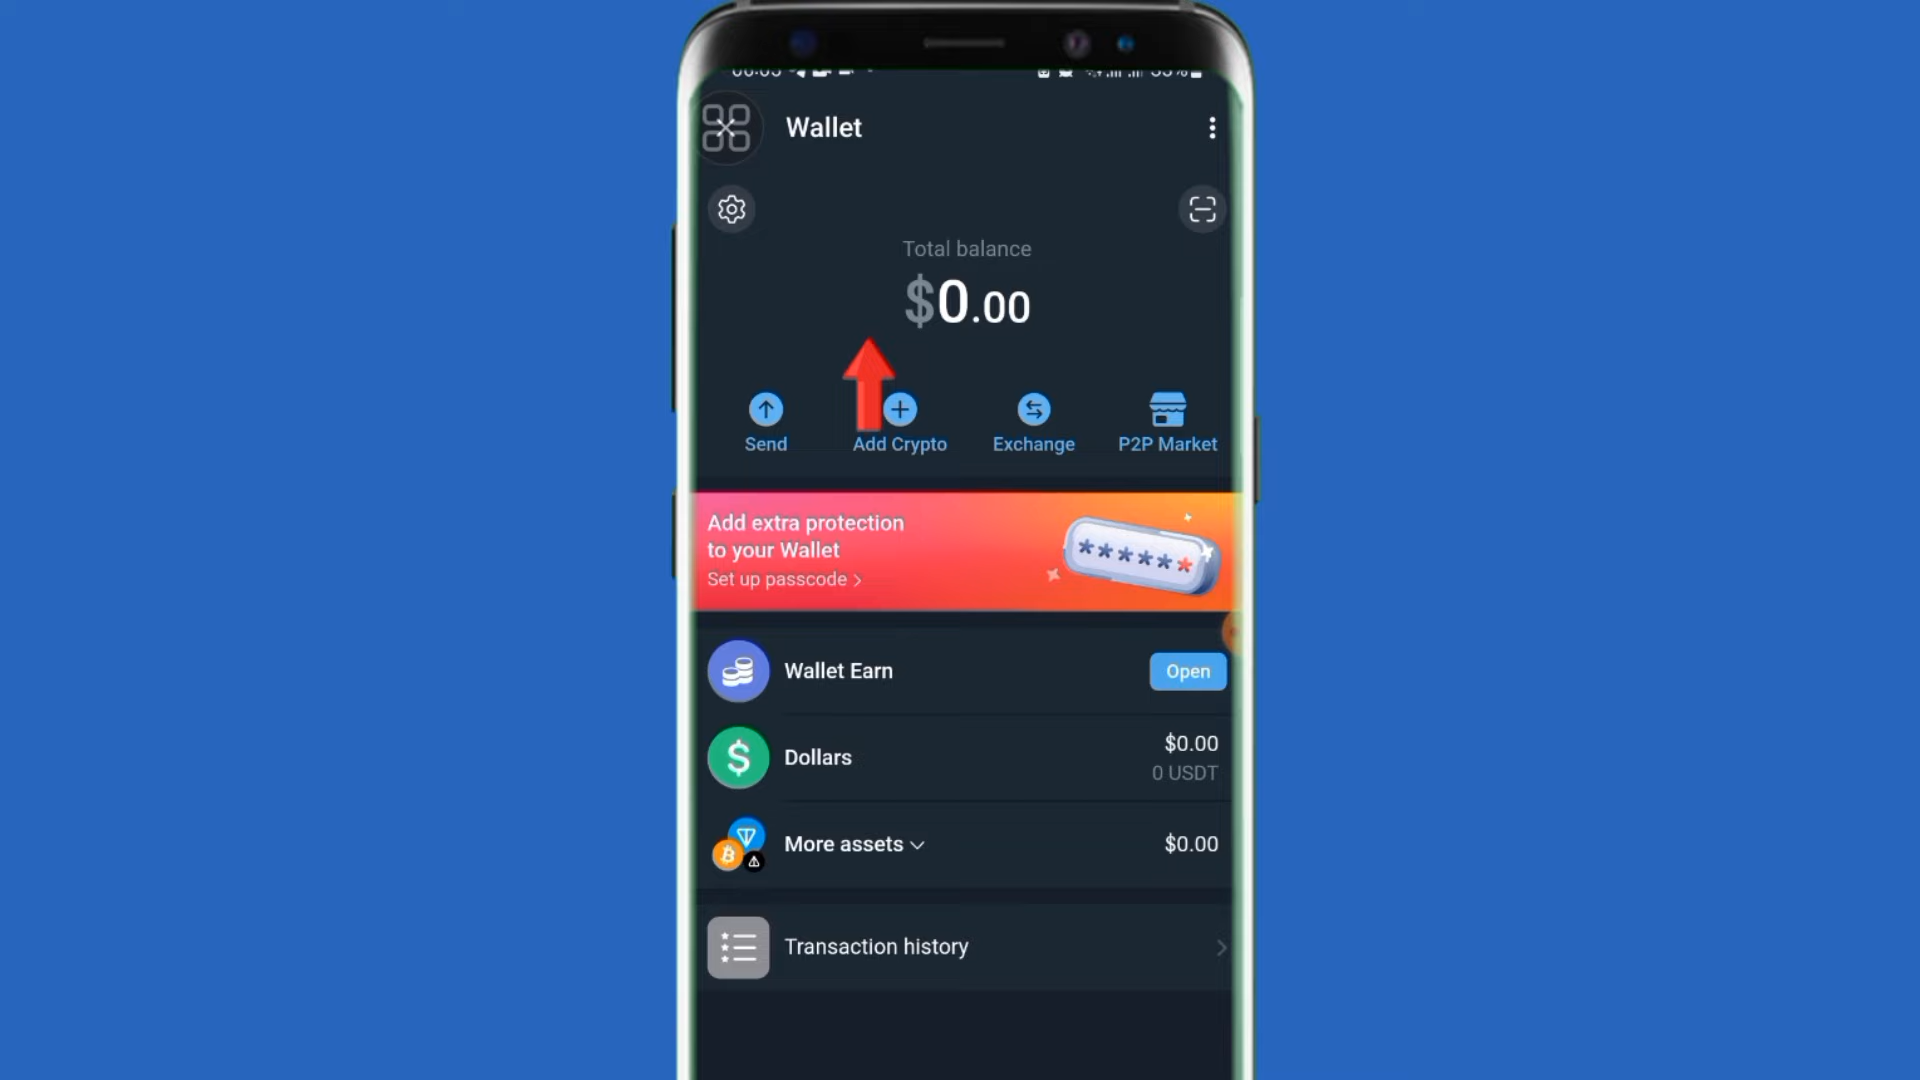 Wallet
Total balance
$0.00
Send
Add Crypto
Exchange
P2P Market
Add extra protection
to your Wallet
Set up passcode >
******
Wallet Earn
Open
Dollars
$0.00
0 USDT
More assets
$0.00
Transaction history